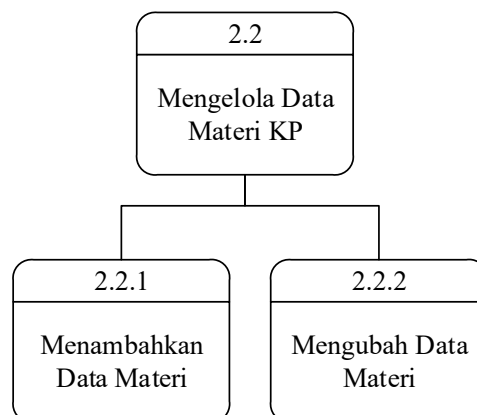 2.2
Mengelola Data
Materi KP
2.2.1
Menambahkan
Data Materi
2.2.2
Mengubah Data
Materi